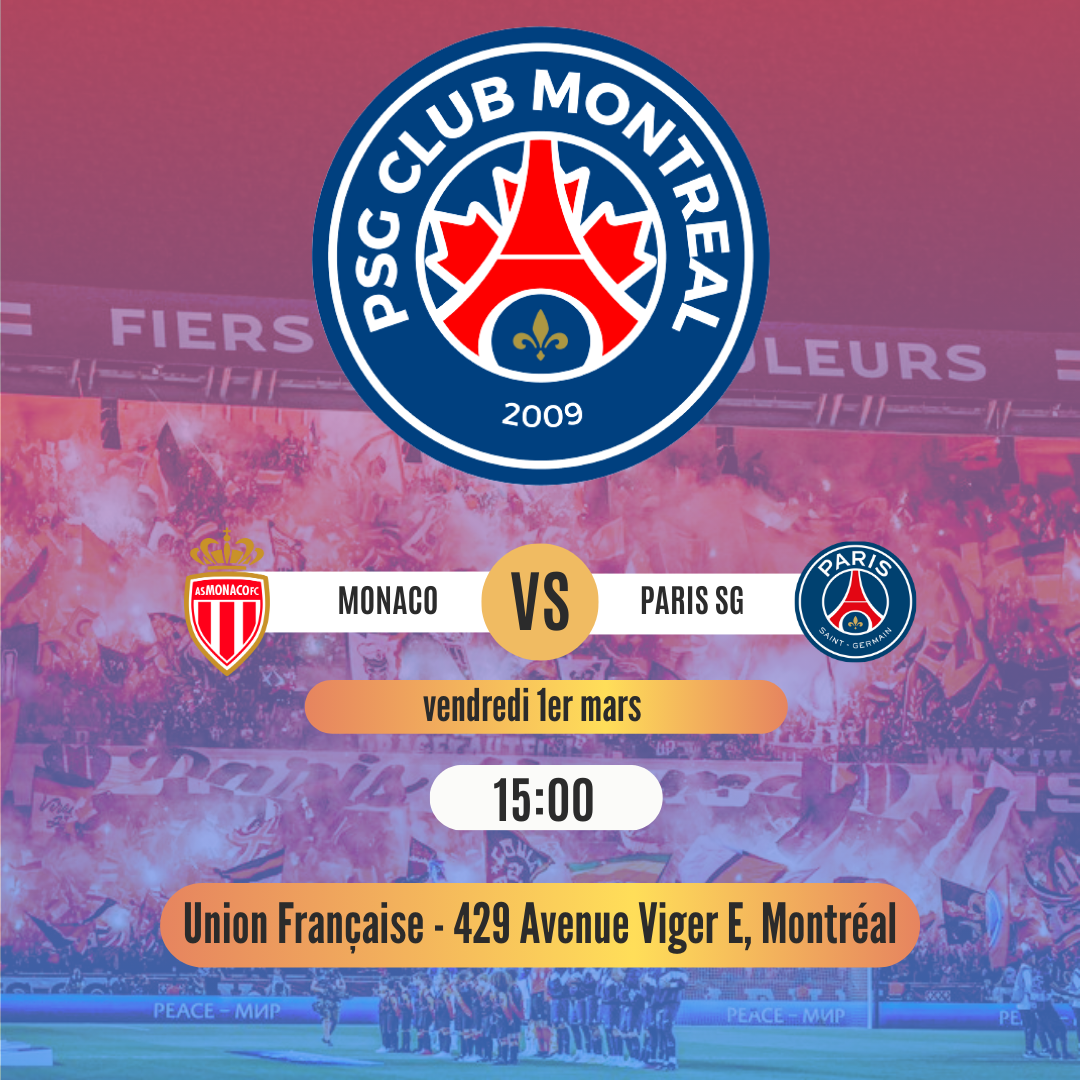 PSG CLUB MONTREAL
2009
FIERS
ULEURS
ASMONACOFC
MONACO
VS
PARIS SG
PARIS
SAINT-GERMAIN
vendredi 1er mars
15:00
Union Française - 429 Avenue Viger E, Montréal
PEACE – МИР
PEACE – МИР